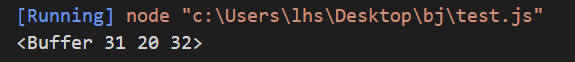 [Running] node "c:\Users\lhs\Desktop\bj\test.js"
<Buffer 31 20 32>